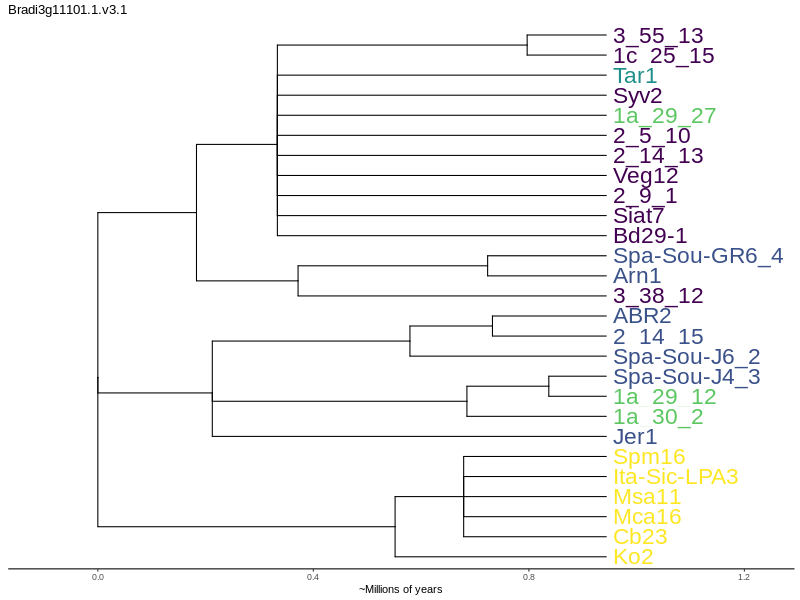 Bradi3g11101.1.v3.1
3_55_13
1c_25_15
Tar1
Syv2
1a_29_27
2_5_10
2_14_13
Veg12
2_9_1
Siat7
Bd29-1
Spa-Sou-GR6_4
Arn1
3_38_12
ABR2
2_14_15
Spa-Sou-J6_2
Spa-Sou-J4_3
1a_29_12
1a_30_2
Jer1
Spm16
Ita-Sic-LPA3
Msa11
Mca16
Cb23
Ko2
0.0 0.4 0.8 1.2
~Millions of years